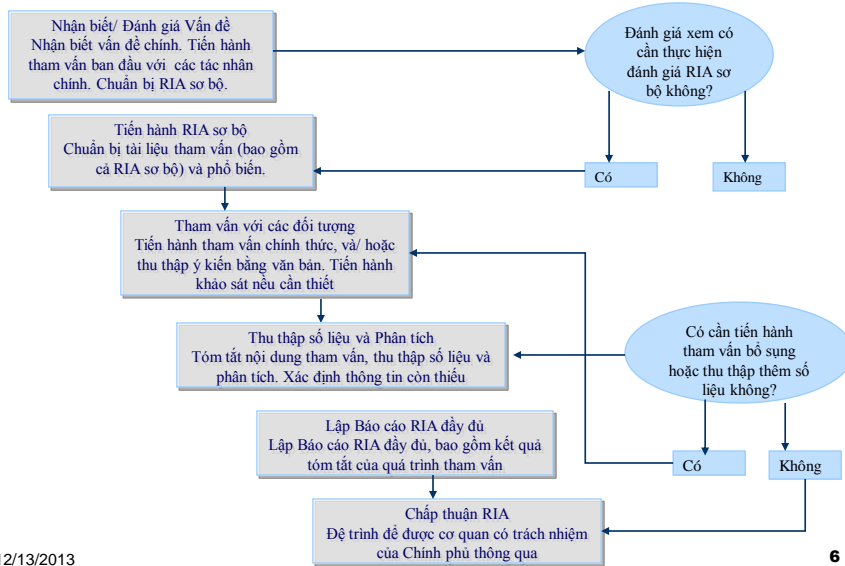 Nhận biết/ Đánh giá Vấn đề
Nhận biết vấn đề chính. Tiến hành
tham vấn ban đầu với các tác nhân
chính. Chuẩn bị RIA sơ bộ.
Đánh giá xem có
cần thực hiện
đánh giá RIA sơ
bộ không?
Tiến hành RIA sơ bộ
Chuẩn bị tài liệu tham vấn (bao gồm
cả RIA sơ bộ) và phổ biến.
Có
Không
Tham vấn với các đối tượng
Tiến hành tham vấn chính thức, và/ hoặc
thu thập ý kiến bằng văn bản. Tiến hành
khảo sát nếu cần thiết
Thu thập số liệu và Phân tích
Tóm tắt nội dung tham vấn, thu thập số liệu và
phân tích. Xác định thông tin còn thiếu
Có cần tiến hành
tham vấn bổ sụng
hoặc thu thập thêm số
liệu không?
Lập Báo cáo RIA đầy đủ
Lập Báo cáo RIA đầy đủ, bao gồm kết quả
tóm tắt của quá trình tham vấn
Có
Không
Chấp thuận RIA
Đệ trình để được cơ quan có trách nhiệm
của Chính phủ thông qua
12/13/2013
6